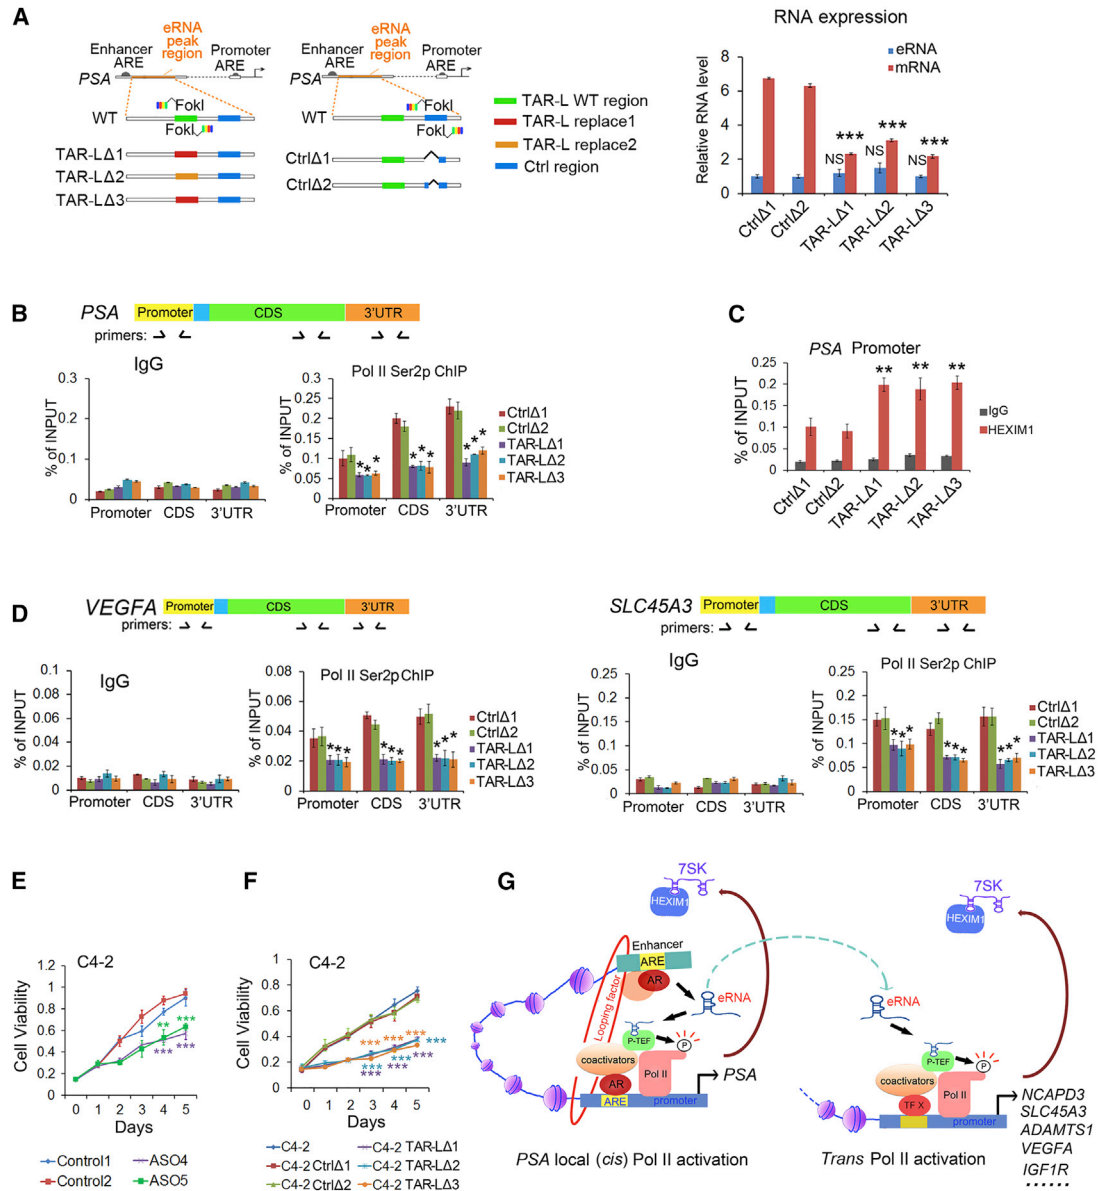 A
eRNA
peak
region
Enhancer
ARE
Promoter
ARE
PSA
WT
FokI
FokI
TAR-LΔ1
TAR-LΔ2
TAR-LΔ3
eRNA
peak
region
Enhancer
ARE
Promoter
ARE
PSA
WT
FokI
FokI
CtrlΔ1
CtrlΔ2
TAR-L WT region
TAR-L replace1
TAR-L replace2
Ctrl region
RNA expression
eRNA
mRNA
Relative RNA level
8
6
4
2
0
NS
***
NS
***
NS
***
CtrlΔ1
CtrlΔ2
TAR-LΔ1
TAR-LΔ2
TAR-LΔ3
B
PSA
Promoter
CDS
3'UTR
primers:
IgG
% of INPUT
0.3
0.2
0.1
0
Promoter
CDS
3'UTR
Pol II Ser2p ChIP
% of INPUT
0.3
0.25
0.2
0.15
0.1
0.05
0
* * *
* * *
* * *
Promoter
CDS
3'UTR
CtrlΔ1
CtrlΔ2
TAR-LΔ1
TAR-LΔ2
TAR-LΔ3
C
PSA Promoter
% of INPUT
0.25
0.2
0.15
0.1
0.05
0
**
**
**
IgG
HEXIM1
CtrlΔ1
CtrlΔ2
TAR-LΔ1
TAR-LΔ2
TAR-LΔ3
D
VEGFA
Promoter
CDS
3'UTR
primers:
IgG
% of INPUT
0.1
0.08
0.06
0.04
0.02
0
Promoter
CDS
3'UTR
Pol II Ser2p ChIP
% of INPUT
0.08
0.06
0.04
0.02
0
* * *
* * *
* * *
Promoter
CDS
3'UTR
CtrlΔ1
CtrlΔ2
TAR-LΔ1
TAR-LΔ2
TAR-LΔ3
SLC45A3
Promoter
CDS
3'UTR
primers:
IgG
% of INPUT
0.25
0.2
0.15
0.1
0.05
0
Promoter
CDS
3'UTR
Pol II Ser2p ChIP
% of INPUT
0.25
0.2
0.15
0.1
0.05
0
* * *
* * *
* * *
Promoter
CDS
3'UTR
CtrlΔ1
CtrlΔ2
TAR-LΔ1
TAR-LΔ2
TAR-LΔ3
E
C4-2
Cell Viability
1.2
1
0.8
0.6
0.4
0.2
0
**
***
***
***
0 1 2 3 4 5
Days
Control1
ASO4
Control2
ASO5
F
C4-2
Cell Viability
1
0.8
0.6
0.4
0.2
0
*** *** ***
*** *** ***
*** *** ***
0 1 2 3 4 5
Days
C4-2
C4-2 TAR-LΔ1
C4-2 CtrlΔ1
C4-2 TAR-LΔ2
C4-2 CtrlΔ2
C4-2 TAR-LΔ3
G
7SK
HEXIM1
Enhancer
ARE
AR
Looping factor
eRNA
P-TEF
P
coactivators
AR
Pol II
ARE
promoter
PSA
PSA local (cis) Pol II activation
7SK
HEXIM1
eRNA
P-TEF
P
coactivators
TF X
Pol II
promoter
NCAPD3
SLC45A3
ADAMTS1
VEGFA
IGF1R
......
Trans Pol II activation